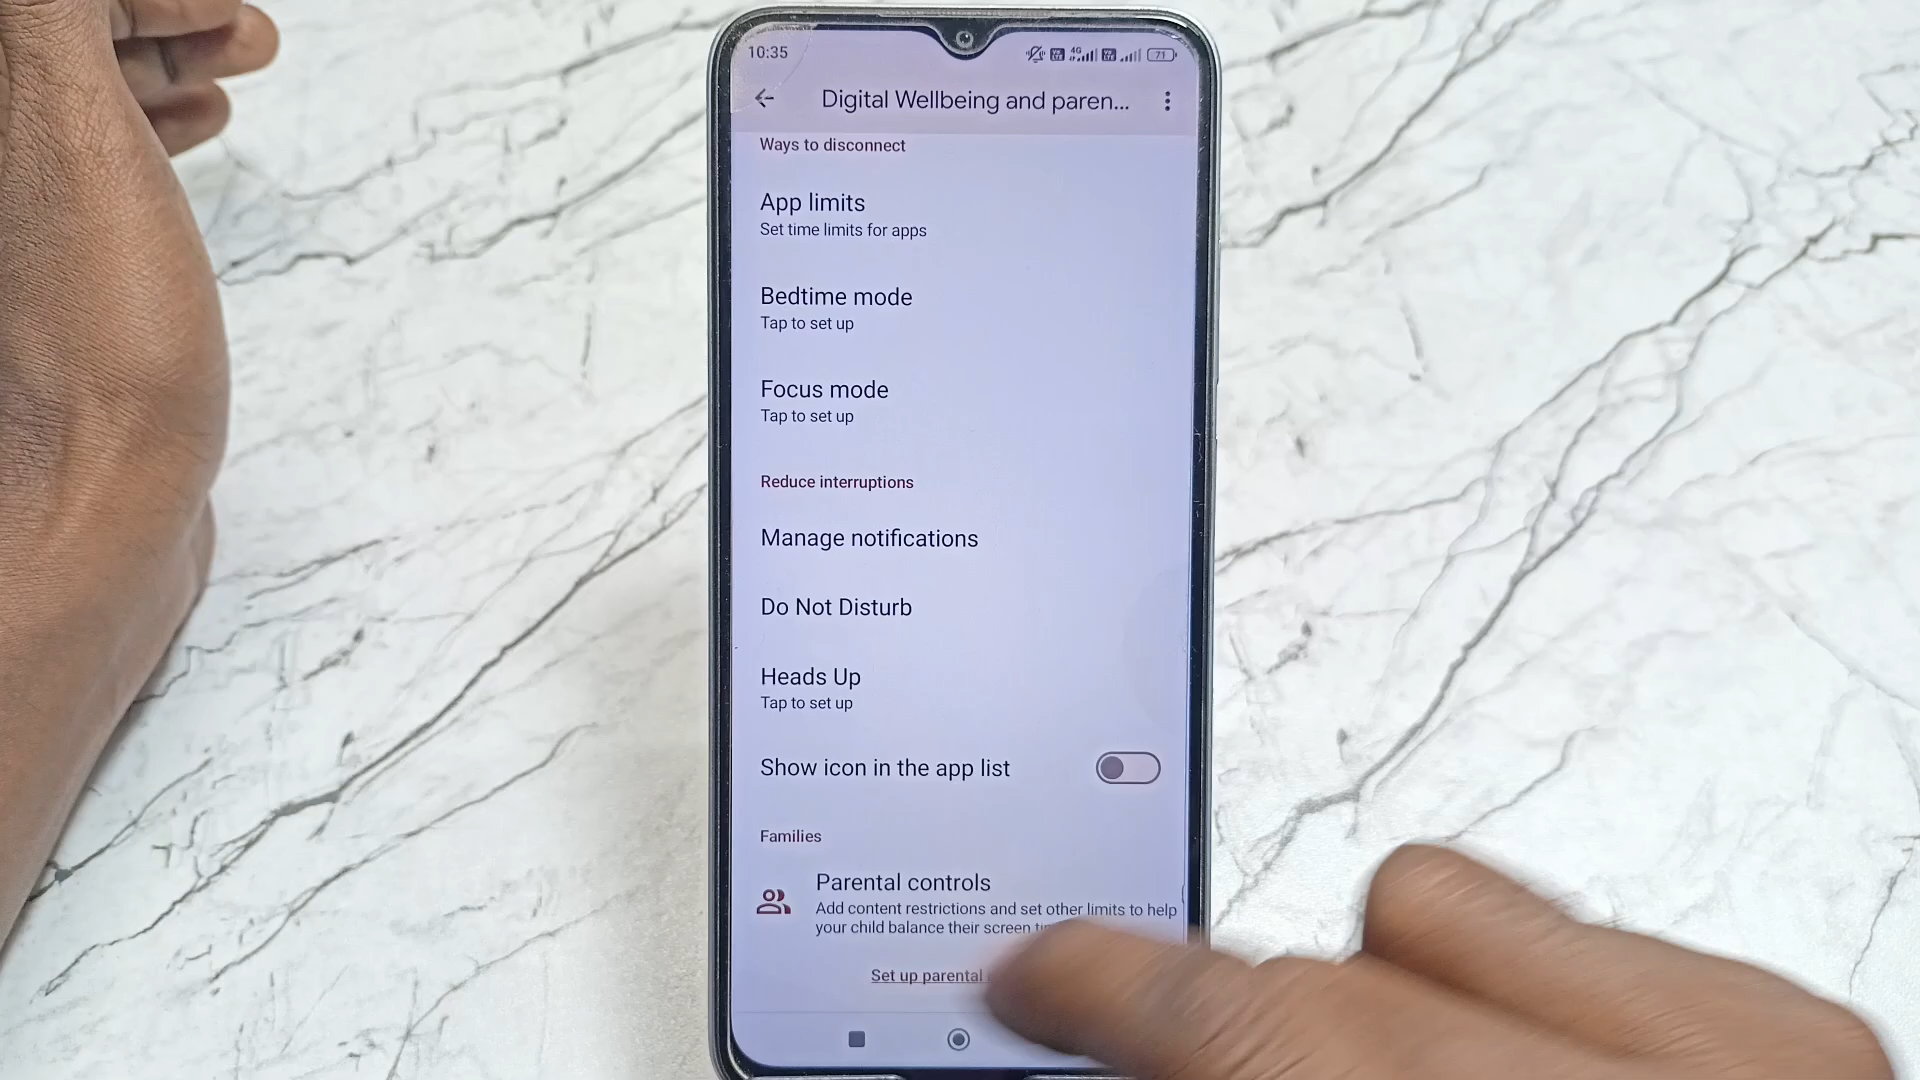 10:35
4G
71
Digital Wellbeing and paren...
Ways to disconnect
App limits
Set time limits for apps
Bedtime mode
Tap to set up
Focus mode
Tap to set up
Reduce interruptions
Manage notifications
Do Not Disturb
Heads Up
Tap to set up
Show icon in the app list
Families
Parental controls
Add content restrictions and set other limits to help
your child balance their screen
Set up parental